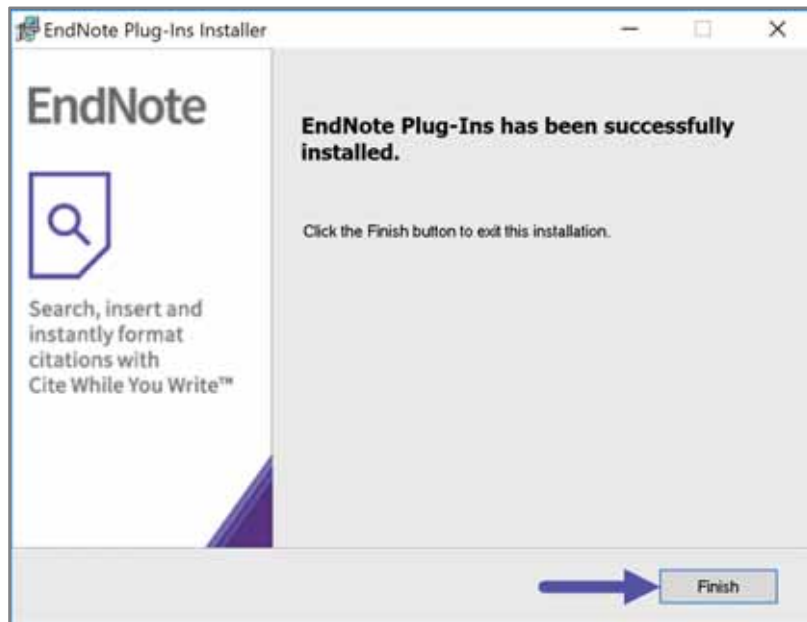 EndNote Plug-Ins Installer
EndNote
EndNote Plug-Ins has been successfully
installed.
Click the Finish button to exit this installation.
Search, insert and
instantly format
citations with
Cite While You Write™
Finish